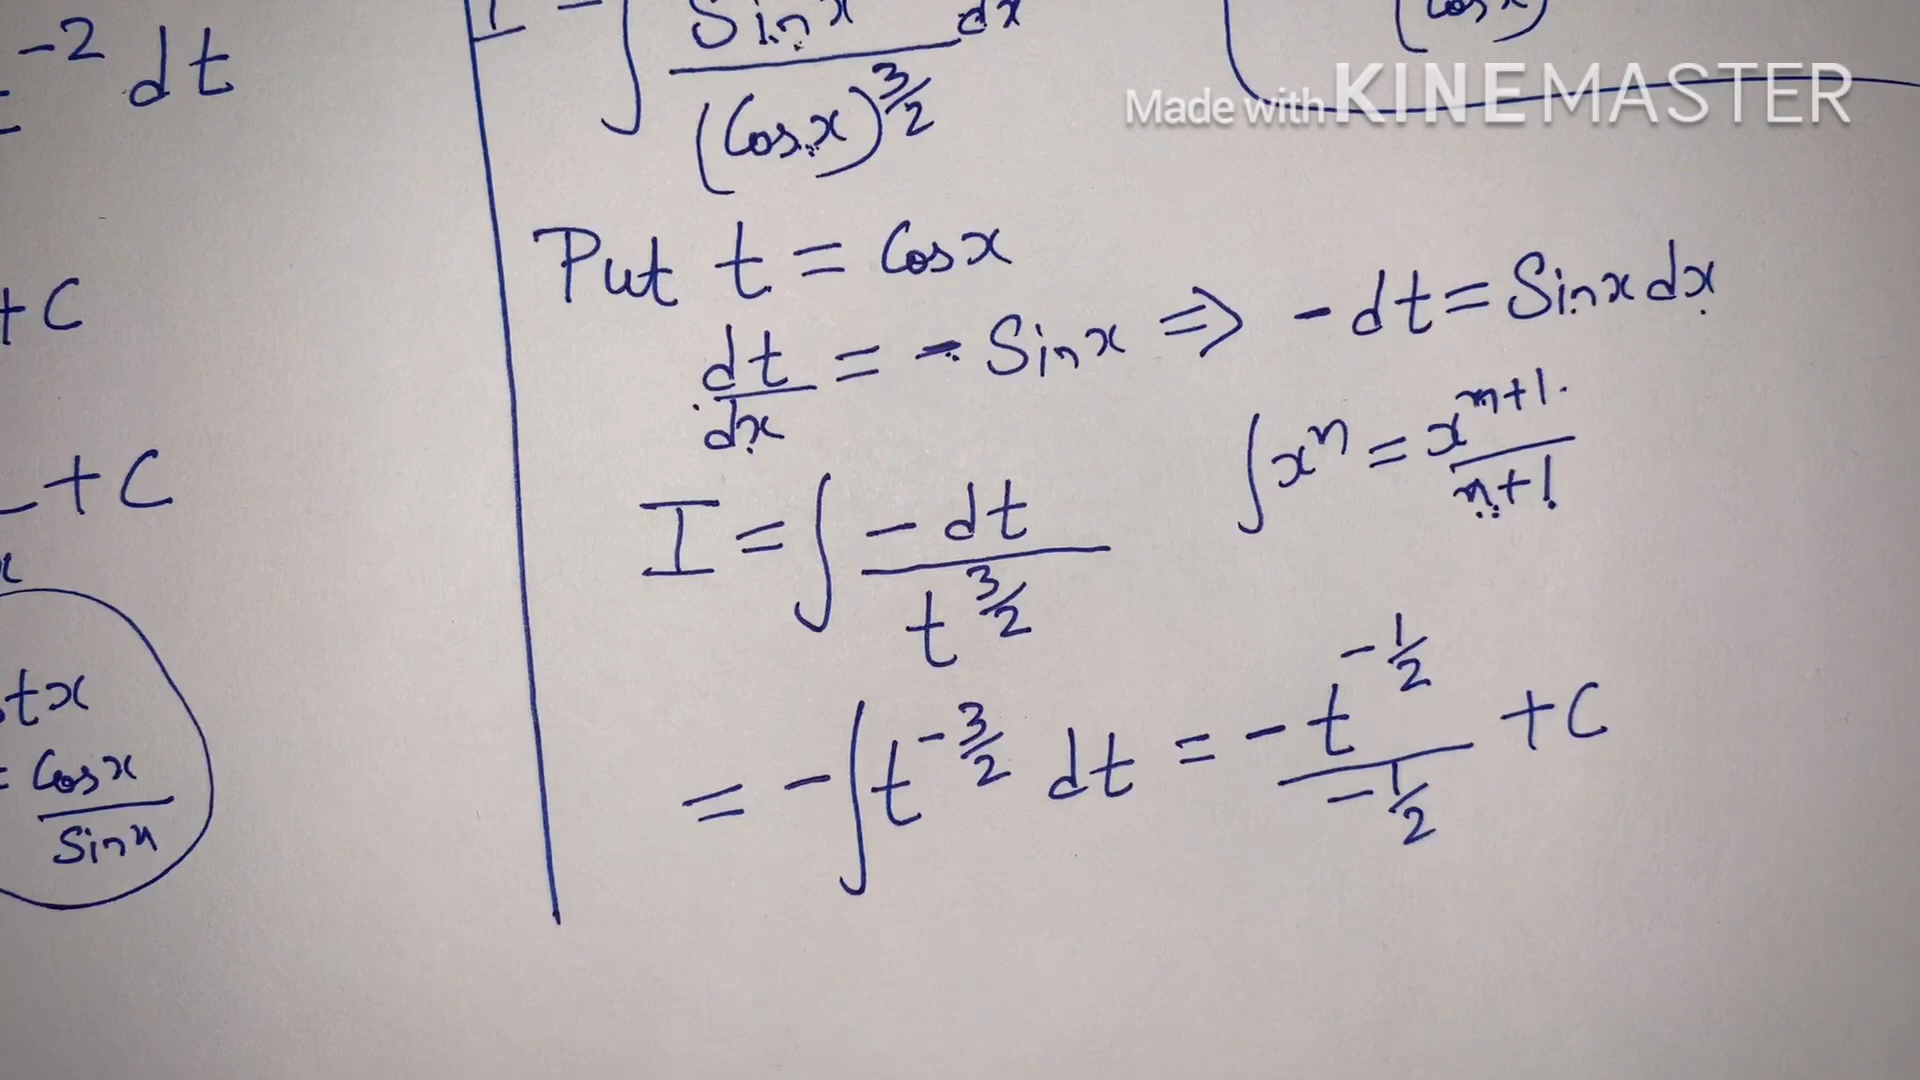 -2 dt
+C
+C
tx
= Cosx
Sinx
I = ∫ Sinx dx
(Cosx)^3/2
(Cosx)
Made with KINEMASTER
Put t = Cosx
dt/dx = - Sinx ⇒ -dt = Sinx dx
∫x^n = x^n+1/n+1
I = ∫ -dt/t^3/2
= -∫ t^-3/2 dt = -t^-1/2/-1/2 + C